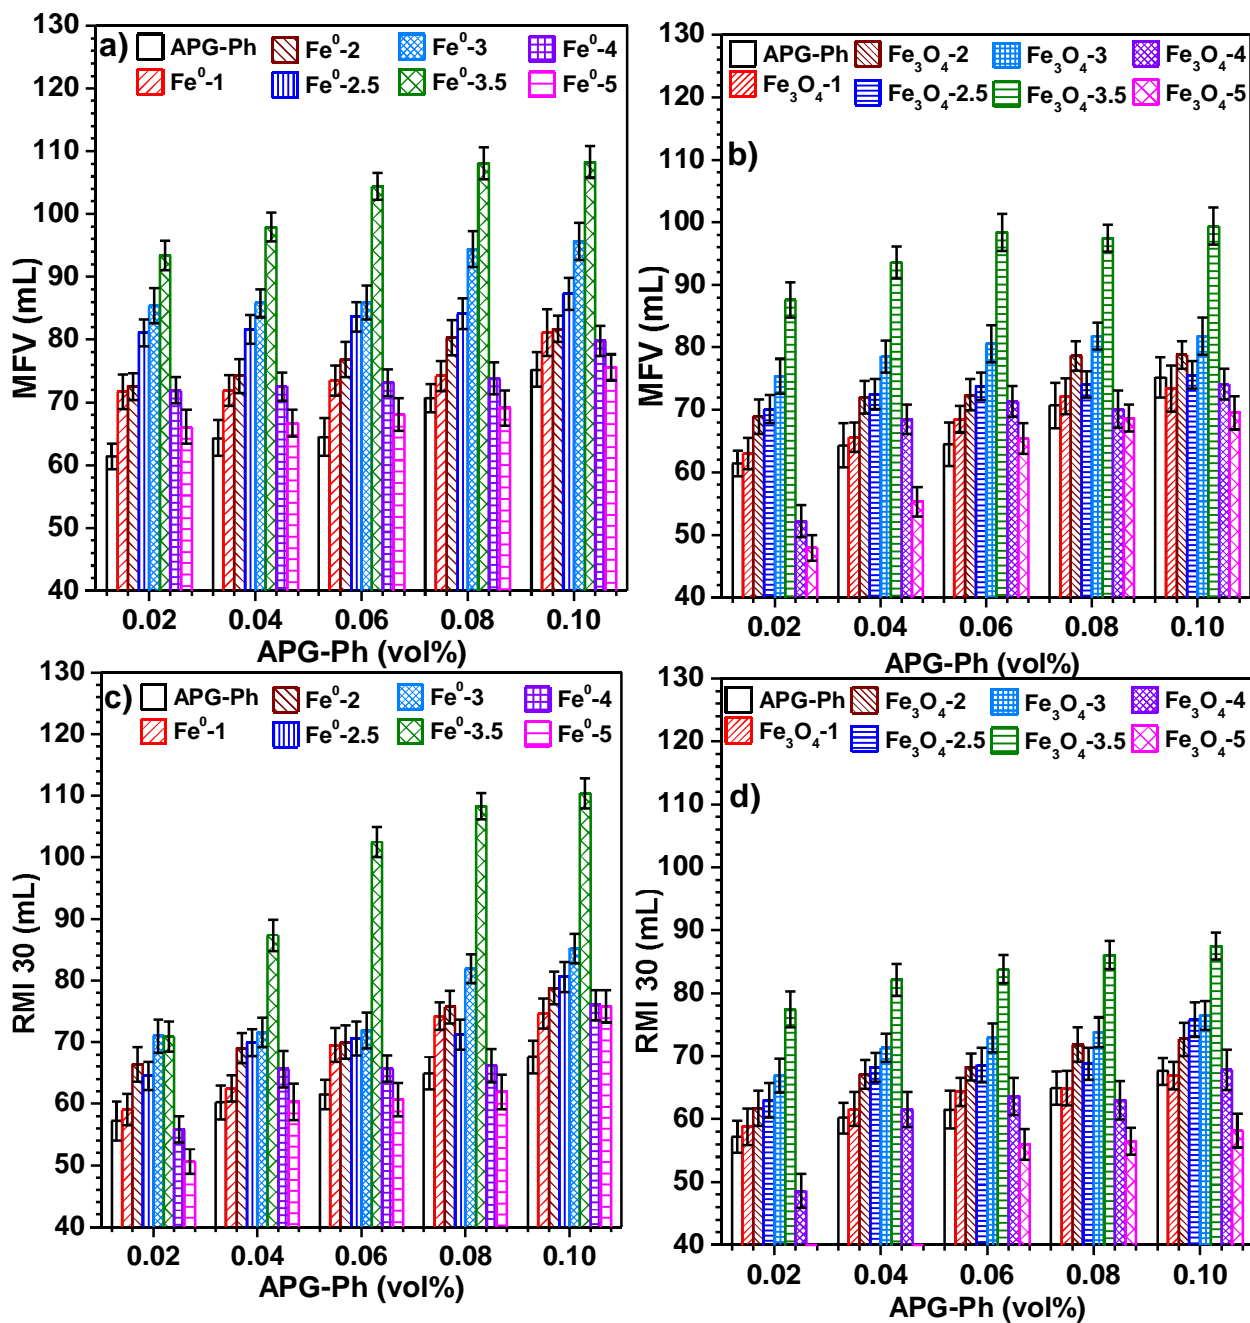 a)
APG-Ph Fe⁰-2 Fe⁰-3 Fe⁰-4
Fe⁰-1 Fe⁰-2.5 Fe⁰-3.5 Fe⁰-5
MFV (mL)
130
120
110
100
90
80
70
60
50
40
0.02 0.04 0.06 0.08 0.10
APG-Ph (vol%)
b)
APG-Ph Fe₃O₄-2 Fe₃O₄-3 Fe₃O₄-4
Fe₃O₄-1 Fe₃O₄-2.5 Fe₃O₄-3.5 Fe₃O₄-5
MFV (mL)
130
120
110
100
90
80
70
60
50
40
0.02 0.04 0.06 0.08 0.10
APG-Ph (vol%)
c)
APG-Ph Fe⁰-2 Fe⁰-3 Fe⁰-4
Fe⁰-1 Fe⁰-2.5 Fe⁰-3.5 Fe⁰-5
RMI 30 (mL)
130
120
110
100
90
80
70
60
50
40
0.02 0.04 0.06 0.08 0.10
APG-Ph (vol%)
d)
APG-Ph Fe₃O₄-2 Fe₃O₄-3 Fe₃O₄-4
Fe₃O₄-1 Fe₃O₄-2.5 Fe₃O₄-3.5 Fe₃O₄-5
RMI 30 (mL)
130
120
110
100
90
80
70
60
50
40
0.02 0.04 0.06 0.08 0.10
APG-Ph (vol%)